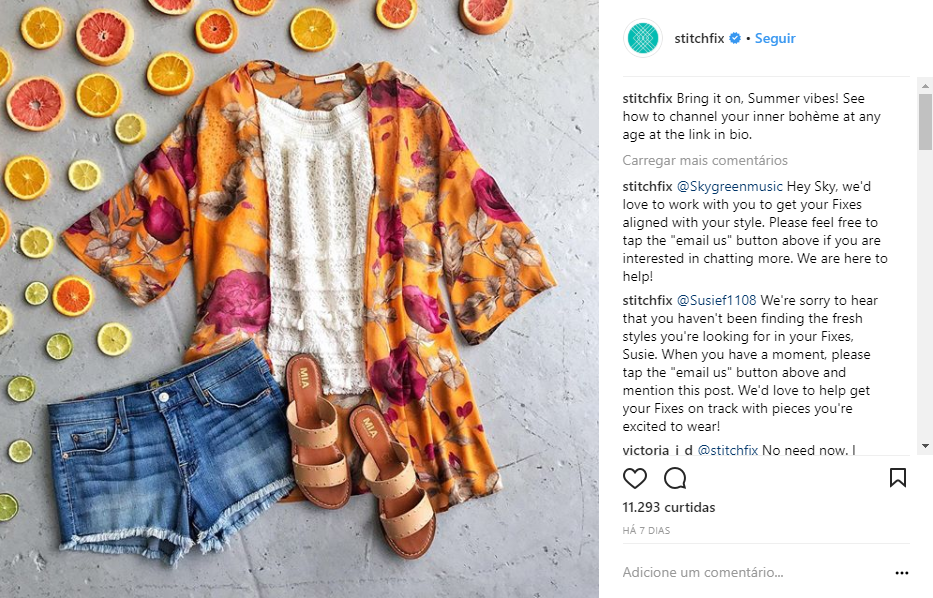 MIA
MIA
stitchfix • Seguir
stitchfix Bring it on, Summer vibes! See
how to channel your inner bohème at any
age at the link in bio.
Carregar mais comentários
stitchfix @Skygreenmusic Hey Sky, we'd
love to work with you to get your Fixes
aligned with your style. Please feel free to
tap the "email us" button above if you are
interested in chatting more. We are here to
help!
stitchfix @Susief1108 We're sorry to hear
that you haven't been finding the fresh
styles you're looking for in your Fixes,
Susie. When you have a moment, please
tap the "email us" button above and
mention this post. We'd love to help get
your Fixes on track with pieces you're
excited to wear!
victoria_j_d @stitchfix No need now. I
11.293 curtidas
HÁ 7 DIAS
Adicione um comentário...